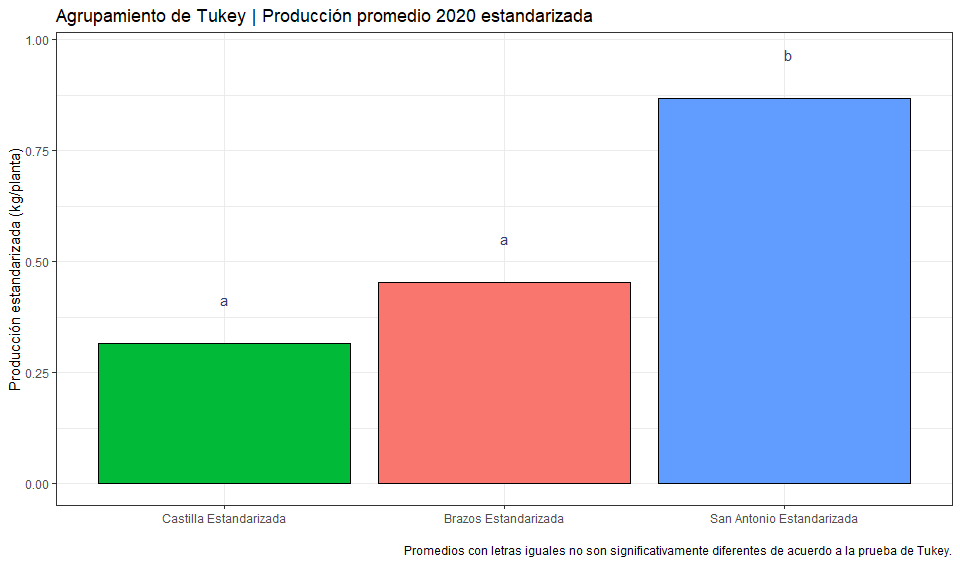 Agrupamiento de Tukey | Producción promedio 2020 estandarizada
Producción estandarizada (kg/planta)
1.00
0.75
0.50
0.25
0.00
a
a
b
Castilla Estandarizada
Brazos Estandarizada
San Antonio Estandarizada
Promedios con letras iguales no son significativamente diferentes de acuerdo a la prueba de Tukey.